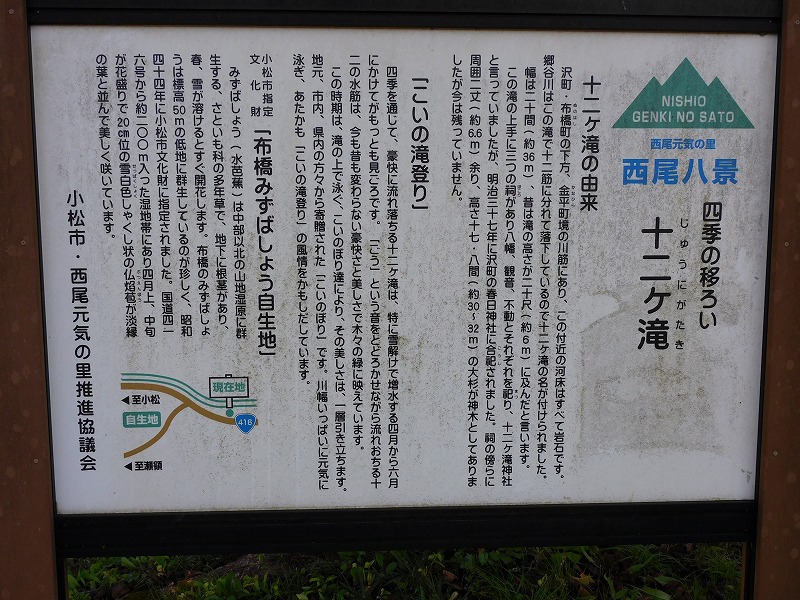 NISHIO
GENKI NO SATO
西尾元気の里
西尾八景
四季の移ろい
じゅうにがたき
十二ケ滝
十二ケ滝の由来
沢町・布橋町の下方、金平町境の川筋にあり、この付近の河床はすべて岩石です。
郷谷川はこの滝で十二筋に分れて落下しているので十二ケ滝の名が付けられました。
幅は二十間（約36ｍ）、昔は滝の高さが二十尺（約６ｍ）に及んだと言います。
この滝の上手に三つの祠があり八幡、観音、不動とそれぞれを祀り、十二ケ滝神社
と言っていましたが、明治三十七年に沢町の春日神社に合祀されました。祠の傍らに
周囲二丈（約6.6ｍ）余り、高さ十七・八間（約30～32ｍ）の大杉が神木としてありま
したが今は残っていません。
「こいの滝登り」
四季を通じて、豪快に流れ落ちる十二ケ滝は、特に雪解けで増水する四月から六月
にかけてがもっとも見ごろです。「ごう」という音をとどろかせながら流れおちる十
二の水筋は、今も昔も変わらない豪快さと美しさで木々の緑に映えています。
この時期は、滝の上で泳ぐ、こいのぼり達により、その美しさは、一層引き立ちます。
地元、市内、県内の方々から寄贈された「こいのぼり」です。川幅いっぱいに元気に
泳ぎ、あたかも「こいの滝登り」の風情をかもしだしています。
小松市指定
文化財
「布橋みずばしょう自生地」
みずばしょう（水芭蕉）は中部以北の山地湿原に群
生する、さといも科の多年草で、地下に根茎があり、
春、雪が溶けるとすぐ開花します。布橋のみずばしょ
うは標高50ｍの低地に群生しているのが珍しく、昭和
四十四年に小松市文化財に指定されました。国道四一
六号から約二〇〇ｍ入った湿地帯にあり四月上、中旬
が花盛りで20㎝位の雪白色しゃくし状の仏焰苞が淡緑
の葉と並んで美しく咲いています。
現在地
416
至小松
自生地
至瀬領
小松市・西尾元気の里推進協議会